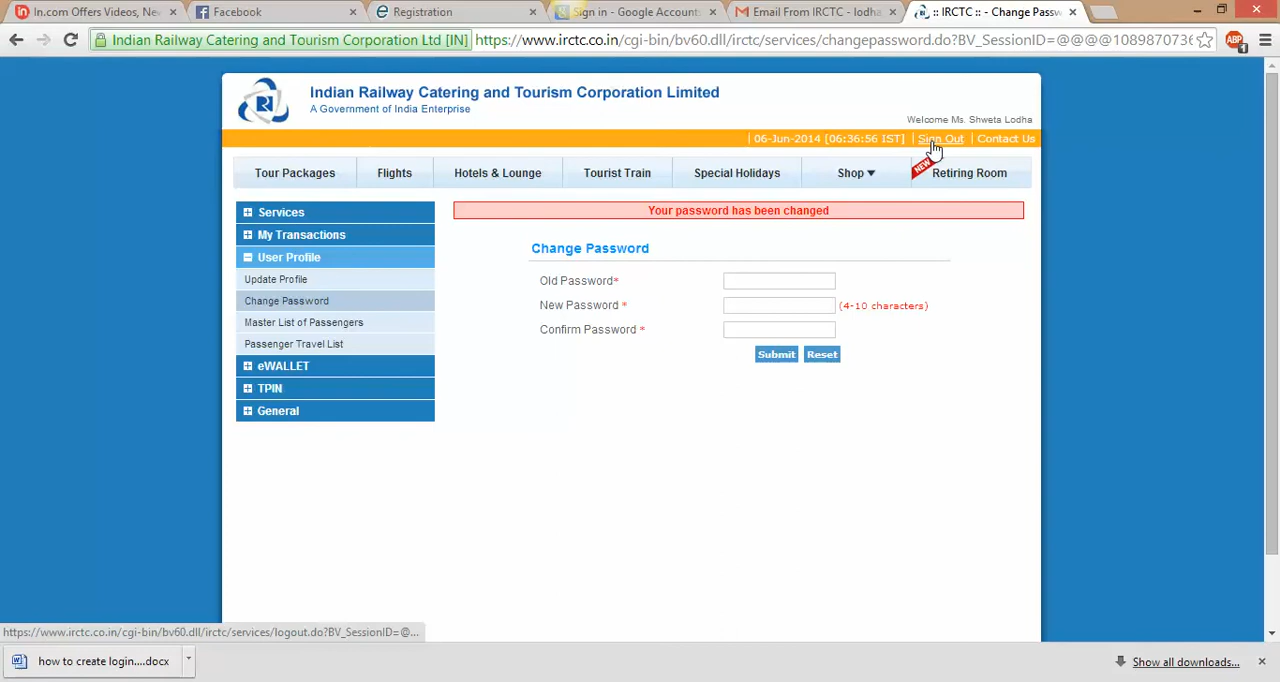 In.com Offers Videos, Ne
Facebook
Registration
Sign in - Google Account
Email From IRCTC - lodha
:: IRCTC :: - Change Passw
Indian Railway Catering and Tourism Corporation Ltd [IN]
https://www.irctc.co.in/cgi-bin/bv60.dll/irctc/services/changepassword.do?BV_SessionID=@@@@1089870736
ABP
1
Indian Railway Catering and Tourism Corporation Limited
A Government of India Enterprise
Welcome Ms. Shweta Lodha
| 06-Jun-2014 [06:36:56 IST] | Sign Out | Contact Us
Tour Packages
Flights
Hotels & Lounge
Tourist Train
Special Holidays
Shop ▾
NEW
Retiring Room
Services
My Transactions
User Profile
Update Profile
Change Password
Master List of Passengers
Passenger Travel List
eWALLET
TPIN
General
Your password has been changed
Change Password
Old Password*
New Password * (4-10 characters)
Confirm Password *
Submit Reset
https://www.irctc.co.in/cgi-bin/bv60.dll/irctc/services/logout.do?BV_SessionID=@...
how to create login....docx
Show all downloads...